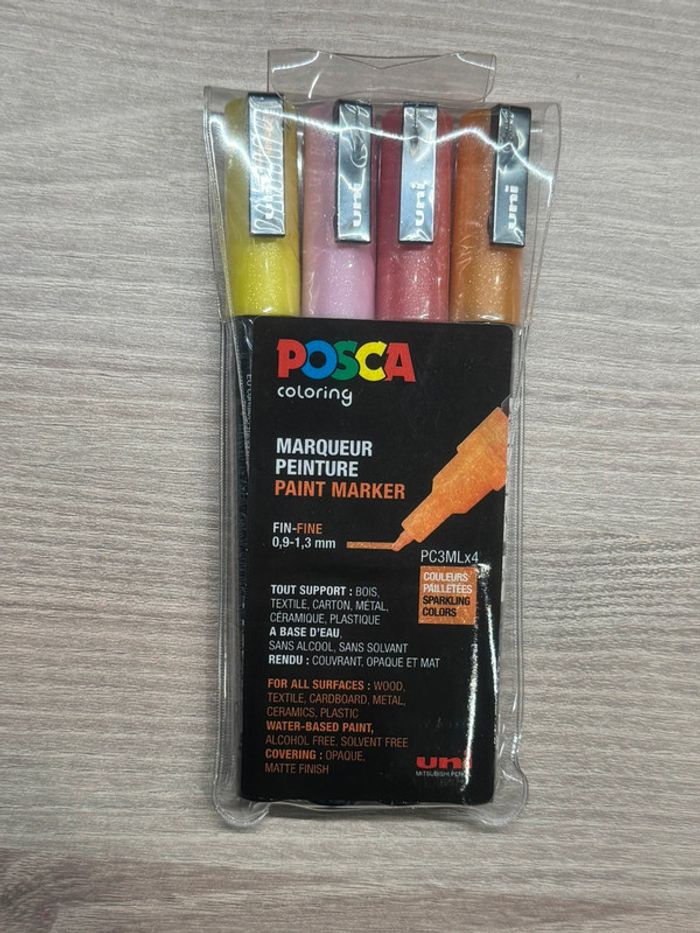 uni
uni
uni
uni
POSCA
coloring
MARQUEUR
PEINTURE
PAINT MARKER
FIN-FINE
0,9-1,3 mm
PC3MLx4
COULEURS
PAILLETÉES
SPARKLING
COLORS
TOUT SUPPORT : BOIS,
TEXTILE, CARTON, MÉTAL,
CÉRAMIQUE, PLASTIQUE
A BASE D'EAU,
SANS ALCOOL, SANS SOLVANT
RENDU : COUVRANT, OPAQUE ET MAT
FOR ALL SURFACES : WOOD,
TEXTILE, CARDBOARD, METAL,
CERAMICS, PLASTIC
WATER-BASED PAINT,
ALCOHOL FREE, SOLVENT FREE
COVERING : OPAQUE,
MATTE FINISH
uni
MITSUBISHI PENCIL